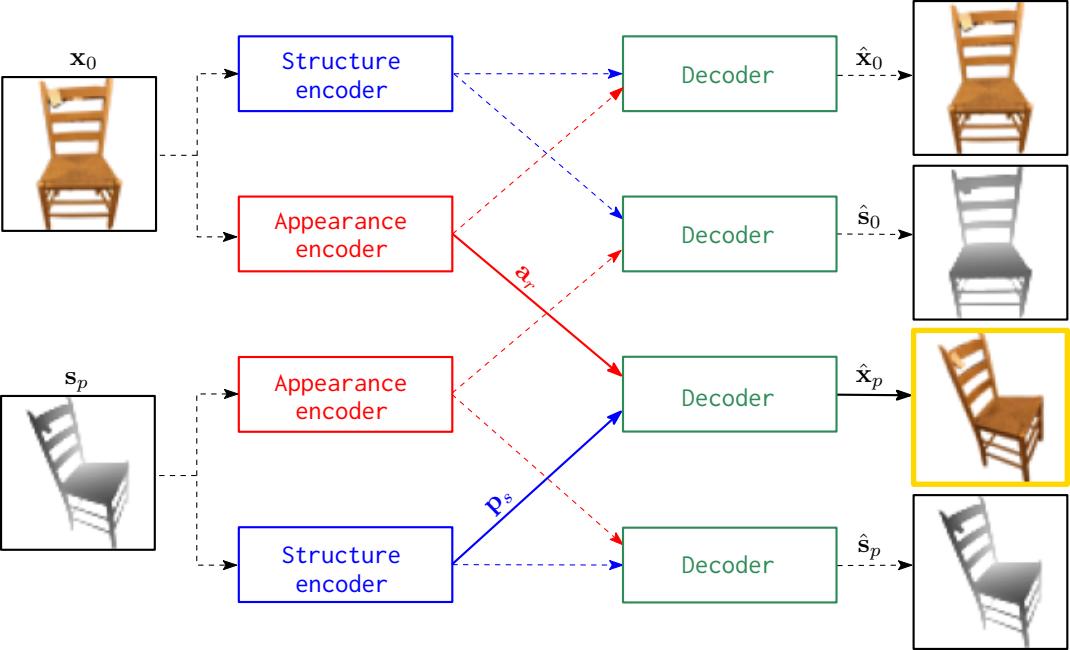 x₀
Structure
encoder
Decoder
x̂₀
Appearance
encoder
Decoder
ŝ₀
aᵣ
sₚ
Appearance
encoder
Decoder
x̂ₚ
pₛ
Structure
encoder
Decoder
ŝₚ